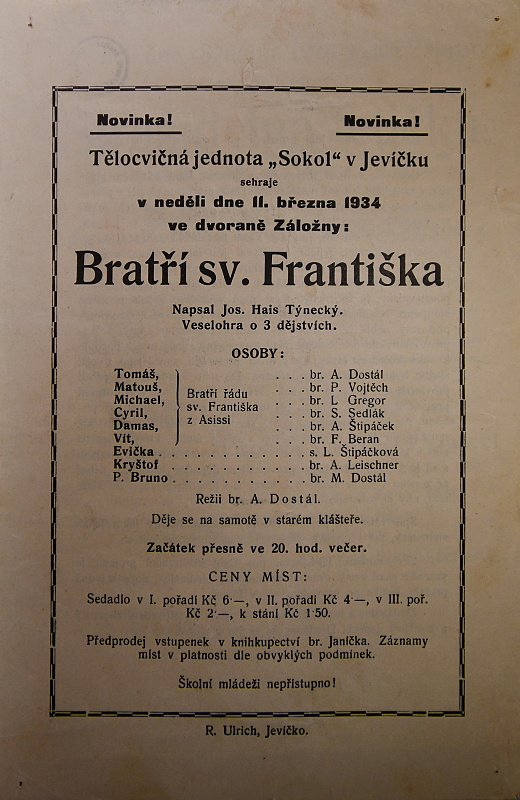 Novinka! Novinka!
Tělocvičná jednota „Sokol“ v Jevíčku
sehraje
v neděli dne 11. března 1934
ve dvoraně Záložny:
Bratří sv. Františka
Napsal Jos. Hais Týnecký.
Veselohra o 3 dějstvích.
OSOBY:
Tomáš, . . . br. A. Dostál
Matouš, . . . br. P. Vojtěch
Michael, . . . br. L Gregor
Cyril, . . . br. S. Sedlák
Damas, . . . br. A. Štipáček
Vít, . . . br. F. Beran
Bratří řádu
sv. Františka
z Asissi
Evička . . . . . . . . . . . . s. L. Štipáčková
Kryštof . . . . . . . . . . . br. A. Leischner
P. Bruno . . . . . . . . . . . br. M. Dostál
Režii br. A. Dostál.
Děje se na samotě v starém klášteře.
Začátek přesně ve 20. hod. večer.
CENY MÍST:
Sedadlo v I. pořadí Kč 6·—, v II. pořadí Kč 4·—, v III. poř.
Kč 2·—, k stání Kč 1·50.
Předprodej vstupenek v knihkupectví br. Janíčka. Záznamy
míst v platnosti dle obvyklých podmínek.
Školní mládeži nepřístupno!
R. Ulrich, Jevíčko.